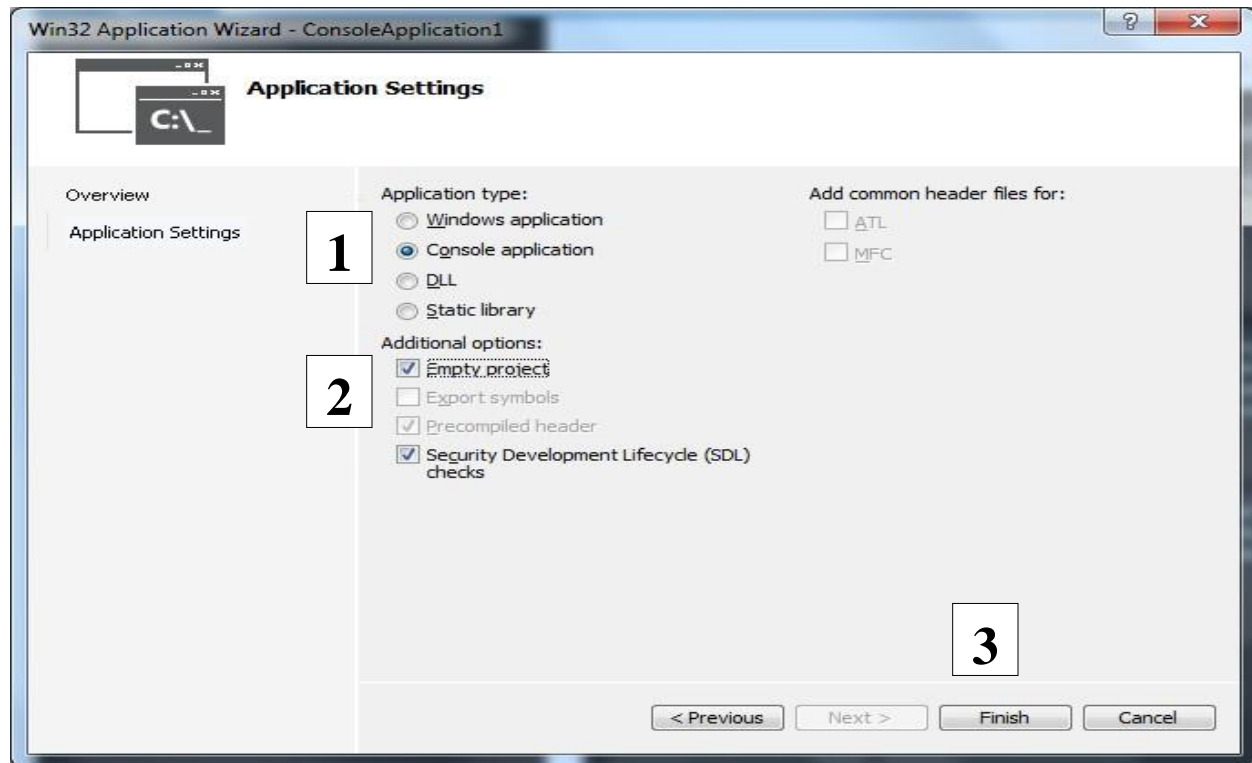 Win32 Application Wizard - ConsoleApplication1
C:\_
Application Settings
Overview
Application Settings
1
Application type:
Windows application
Console application
DLL
Static library
2
Additional options:
Empty project
Export symbols
Precompiled header
Security Development Lifecycle (SDL)
checks
Add common header files for:
ATL
MFC
3
< Previous
Next >
Finish
Cancel